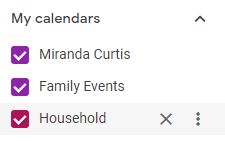 My calendars
Miranda Curtis
Family Events
Household